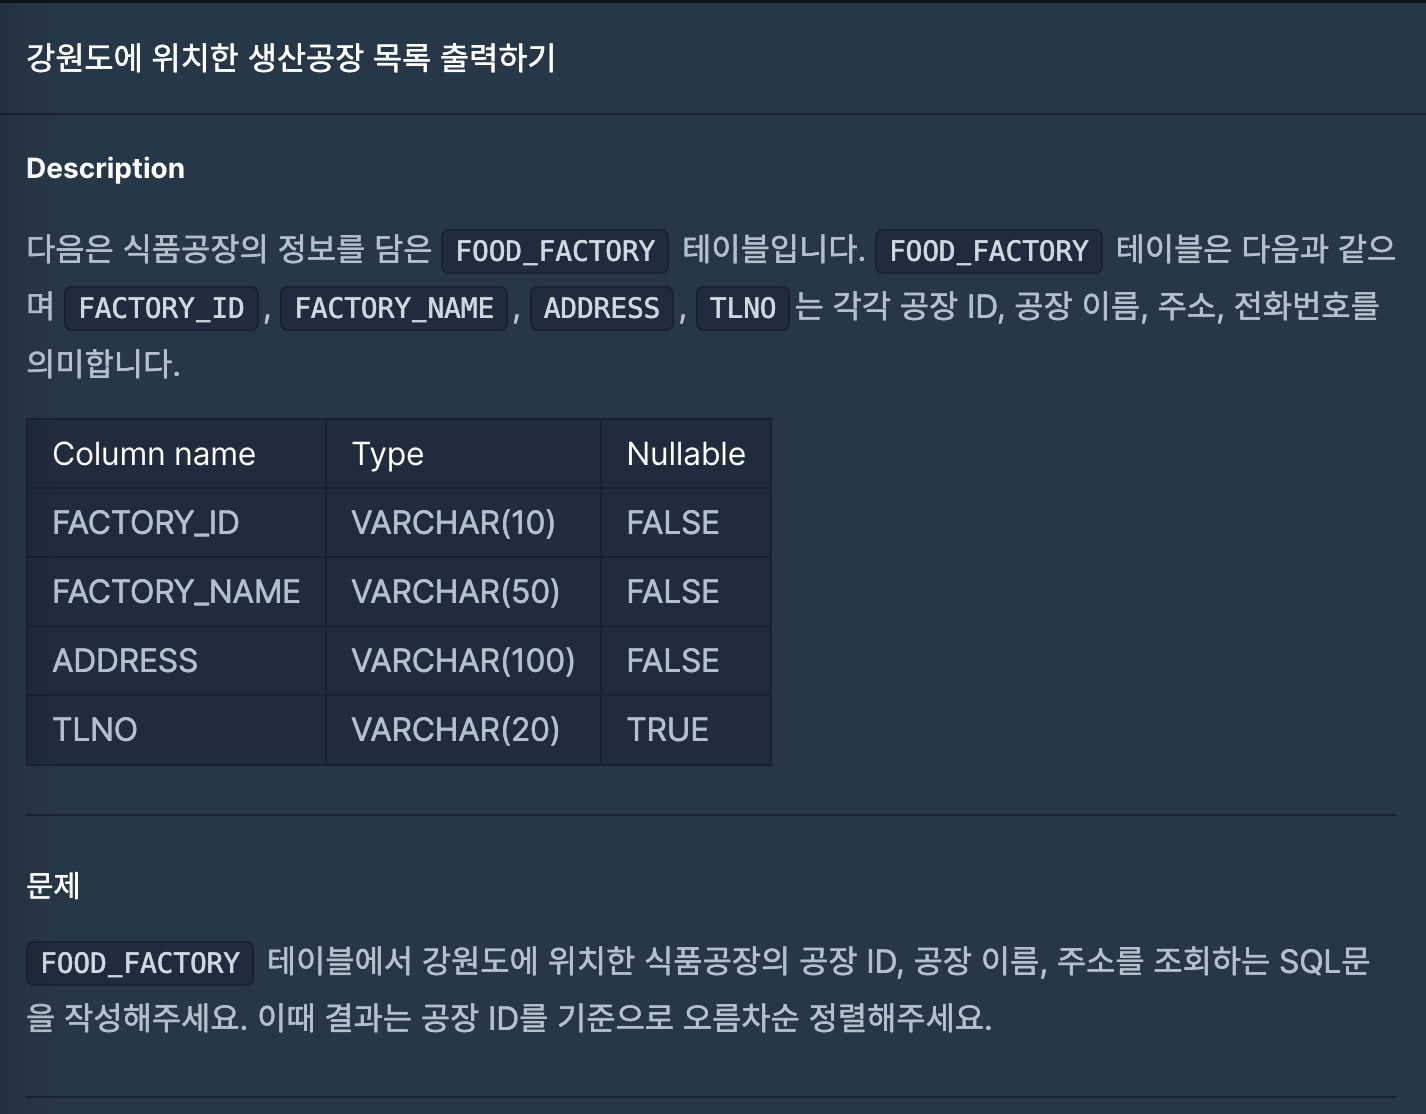 강원도에 위치한 생산공장 목록 출력하기
Description
다음은 식품공장의 정보를 담은 FOOD_FACTORY 테이블입니다. FOOD_FACTORY 테이블은 다음과 같으
며 FACTORY_ID, FACTORY_NAME, ADDRESS, TLNO는 각각 공장 ID, 공장 이름, 주소, 전화번호를
의미합니다.
Column name Type Nullable
FACTORY_ID VARCHAR(10) FALSE
FACTORY_NAME VARCHAR(50) FALSE
ADDRESS VARCHAR(100) FALSE
TLNO VARCHAR(20) TRUE
문제
FOOD_FACTORY 테이블에서 강원도에 위치한 식품공장의 공장 ID, 공장 이름, 주소를 조회하는 SQL문
을 작성해주세요. 이때 결과는 공장 ID를 기준으로 오름차순 정렬해주세요.